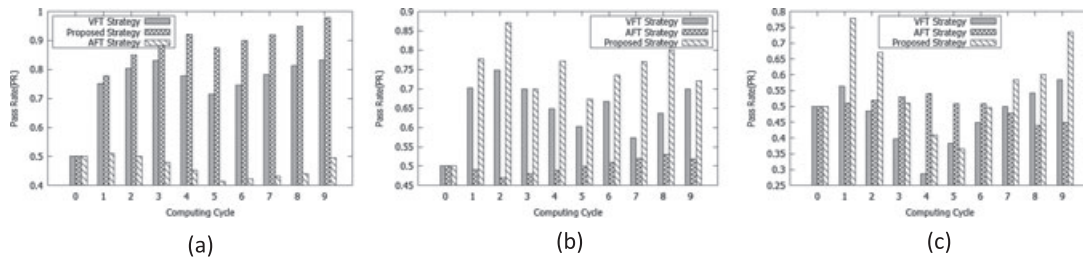 VFT Strategy
Proposed Strategy
AFT Strategy
Pass Rate(PR)
1
0.9
0.8
0.7
0.6
0.5
0.4
0 1 2 3 4 5 6 7 8 9
Computing Cycle
(a)
VFT Strategy
AFT Strategy
Proposed Strategy
Pass Rate(PR)
0.9
0.85
0.8
0.75
0.7
0.65
0.6
0.55
0.5
0.45
0 1 2 3 4 5 6 7 8 9
Computing Cycle
(b)
VFT Strategy
AFT Strategy
Proposed Strategy
Pass Rate(PR)
0.8
0.75
0.7
0.65
0.6
0.55
0.5
0.45
0.4
0.35
0.3
0.25
0 1 2 3 4 5 6 7 8 9
Computing Cycle
(c)